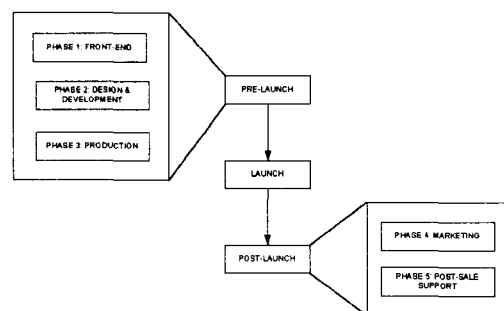 PHASE 1: FRONT-END
PHASE 2: DESIGN &
DEVELOPMENT
PHASE 3: PRODUCTION
PRE-LAUNCH
LAUNCH
POST-LAUNCH
PHASE 4: MARKETING
PHASE 5: POST-SALE
SUPPORT